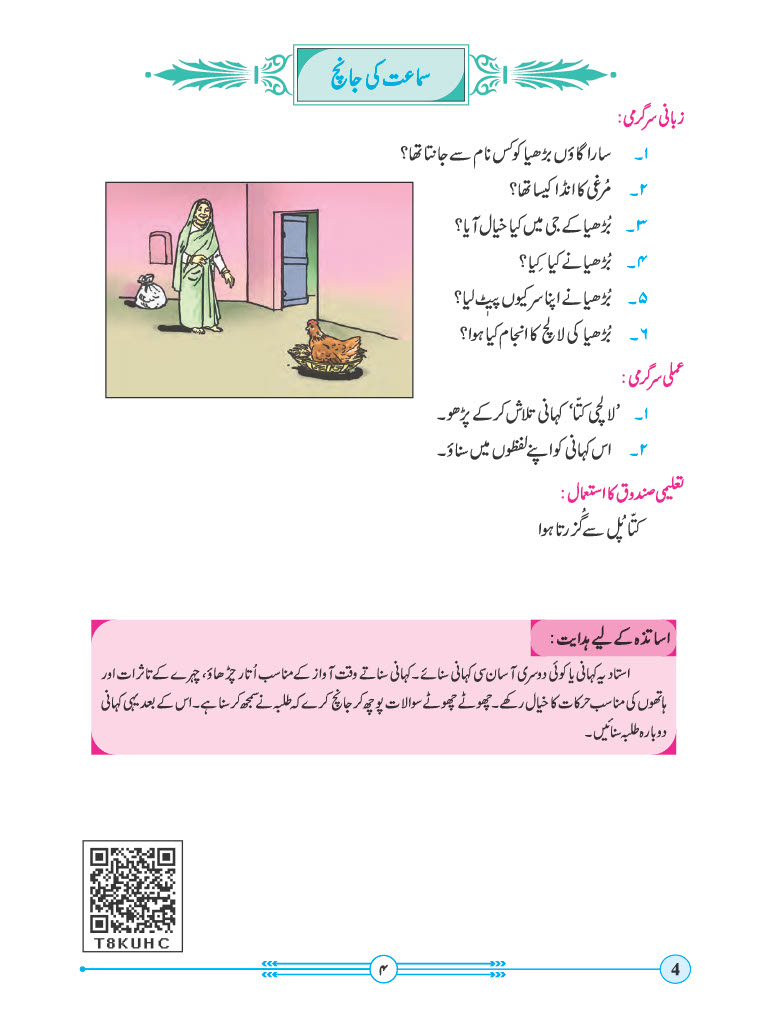 سماعت کی جانچ
زبانی سرگرمی :
۱۔ سارا گاؤں بڑھیا کو کس نام سے جانتا تھا؟
۲۔ مُرغی کا انڈا کیسا تھا؟
۳۔ بُڑھیا کے جی میں کیا خیال آیا؟
۴۔ بُڑھیا نے کیا کِیا؟
۵۔ بُڑھیا نے اپنا سر کیوں پیٹ لیا؟
۶۔ بُڑھیا کی لالچ کا انجام کیا ہوا؟
عملی سرگرمی :
۱۔ ’لالچی کتّا‘ کہانی تلاش کرکے پڑھو۔
۲۔ اس کہانی کو اپنے لفظوں میں سناؤ۔
تعلیمی صندوق کا استعمال :
کتّا پُل سے گُزرتا ہوا
اساتذہ کے لیے ہدایت :
استاد یہ کہانی یا کوئی دوسری آسان سی کہانی سنائے۔ کہانی سناتے وقت آواز کے مناسب اُتار چڑھاؤ، چہرے کے تاثرات اور
ہاتھوں کی مناسب حرکات کا خیال رکھے۔ چھوٹے چھوٹے سوالات پوچھ کر جانچ کرے کہ طلبہ نے سمجھ کر سنا ہے۔ اس کے بعد یہی کہانی
دوبارہ طلبہ سنائیں۔
T8KUHC
۴
4